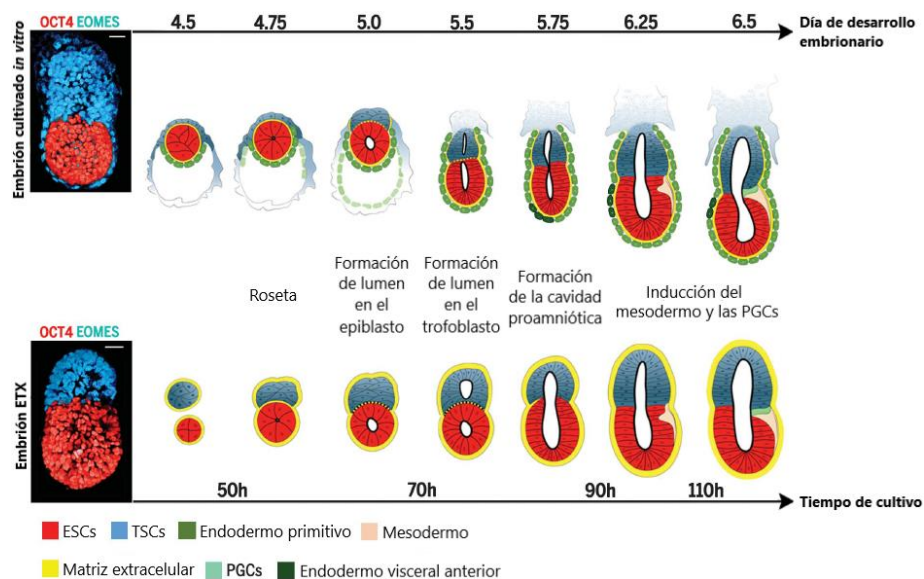 OCT4 EOMES
4.5 4.75 5.0 5.5 5.75 6.25 6.5
Día de desarrollo
embrionario
Embrión cultivado in vitro
Roseta
Formación
de lumen
en el
epiblasto
Formación
de lumen
en el
trofoblasto
Formación
de la cavidad
proamniótica
Inducción del
mesodermo y las PGCs
OCT4 EOMES
Embrión ETX
50h 70h 90h 110h
Tiempo de cultivo
ESCs TSCs Endodermo primitivo Mesodermo
Matriz extracelular PGCs Endodermo visceral anterior